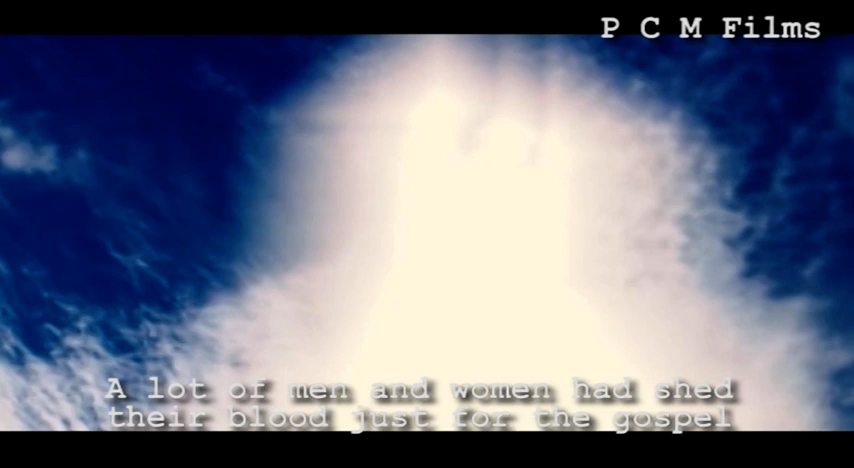 P C M Films
A lot of men and women had shed
their blood just for the gospel